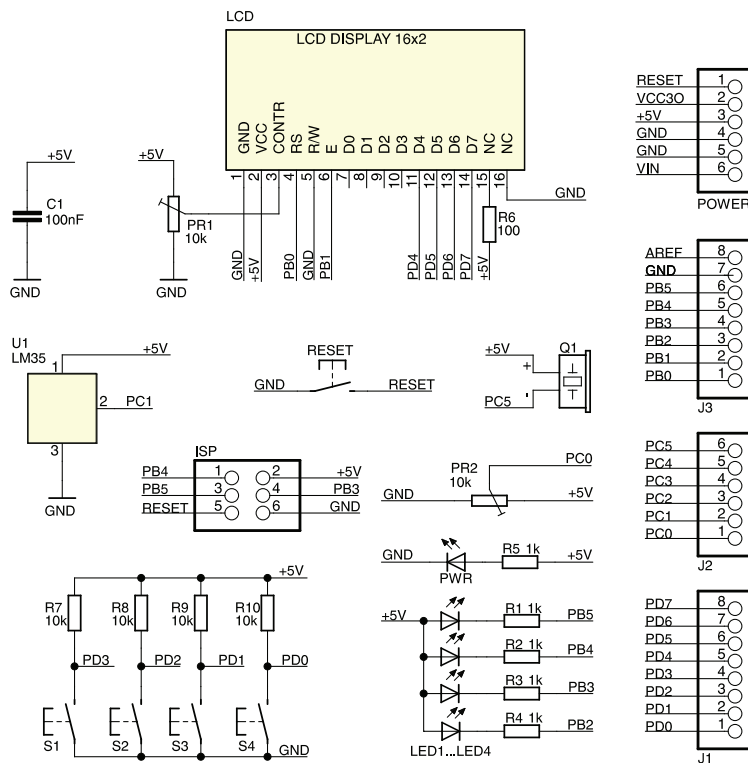 LCD
LCD DISPLAY 16x2
GND VCC CONTR RS R/W E D0 D1 D2 D3 D4 D5 D6 D7 NC NC
1 2 3 4 5 6 7 8 9 10 11 12 13 14 15 16
GND +5V PB0 GND PB1 PD4 PD5 PD6 PD7 +5V
R6
100
GND
+5V
C1
100nF
GND
+5V
PR1
10k
GND
RESET 1
VCC3O 2
+5V 3
GND 4
GND 5
VIN 6
POWER
AREF 8
GND 7
PB5 6
PB4 5
PB3 4
PB2 3
PB1 2
PB0 1
J3
U1
LM35
1 +5V
2 PC1
3
GND
RESET
GND RESET
+5V Q1
+
PC5 -
ISP
PB4 1 2 +5V
PB5 3 4 PB3
RESET 5 6 GND
PR2 PC0
10k
GND +5V
PC5 6
PC4 5
PC3 4
PC2 3
PC1 2
PC0 1
J2
GND R5 1k +5V
PWR
+5V
R7 R8 R9 R10
10k 10k 10k 10k
PD3 PD2 PD1 PD0
S1 S2 S3 S4
GND
+5V R1 1k PB5
R2 1k PB4
R3 1k PB3
R4 1k PB2
LED1...LED4
PD7 8
PD6 7
PD5 6
PD4 5
PD3 4
PD2 3
PD1 2
PD0 1
J1